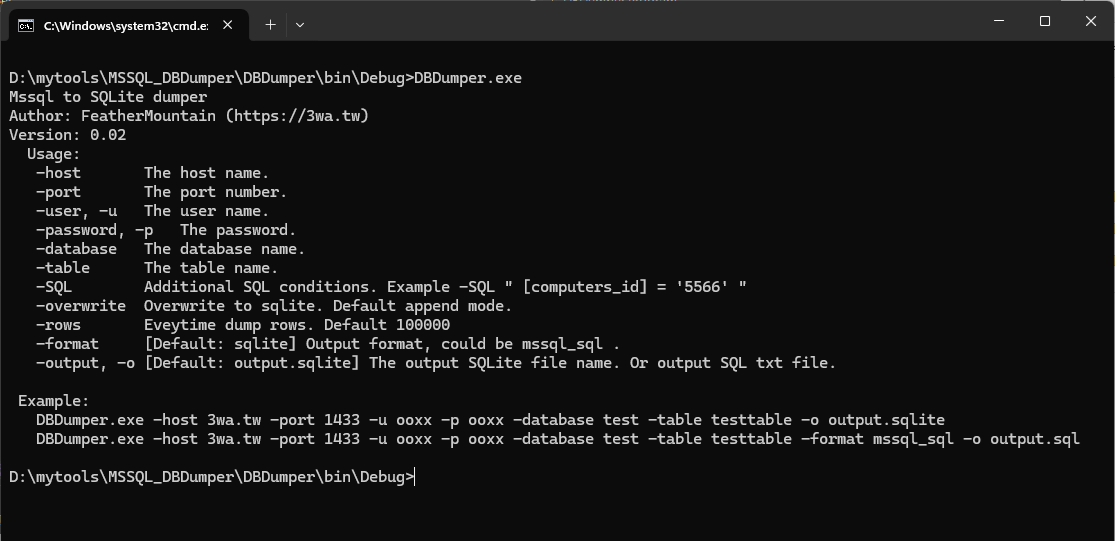 C:\Windows\system32\cmd.e
D:\mytools\MSSQL_DBDumper\DBDumper\bin\Debug>DBDumper.exe
Mssql to SQLite dumper
Author: FeatherMountain (https://3wa.tw)
Version: 0.02
  Usage:
   -host       The host name.
   -port       The port number.
   -user, -u   The user name.
   -password, -p   The password.
   -database   The database name.
   -table      The table name.
   -SQL        Additional SQL conditions. Example -SQL " [computers_id] = '5566' "
   -overwrite  Overwrite to sqlite. Default append mode.
   -rows       Eveytime dump rows. Default 100000
   -format     [Default: sqlite] Output format, could be mssql_sql .
   -output, -o [Default: output.sqlite] The output SQLite file name. Or output SQL txt file.
 Example:
   DBDumper.exe -host 3wa.tw -port 1433 -u ooxx -p ooxx -database test -table testtable -o output.sqlite
   DBDumper.exe -host 3wa.tw -port 1433 -u ooxx -p ooxx -database test -table testtable -format mssql_sql -o output.sql
D:\mytools\MSSQL_DBDumper\DBDumper\bin\Debug>